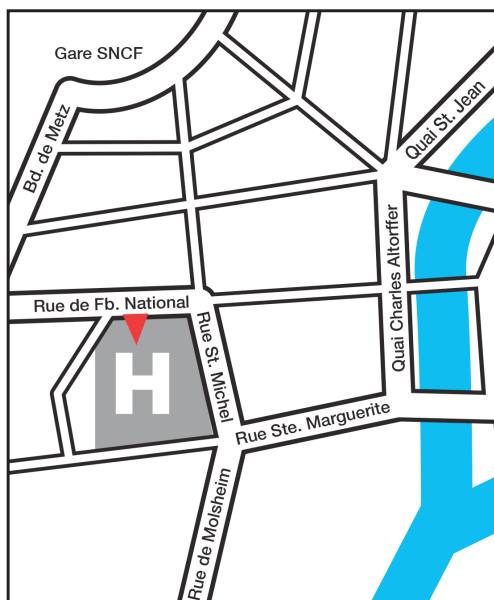 Gare SNCF
Bd. de Metz
Quai St. Jean
Quai Charles Altorffer
Rue de Fb. National
Rue St. Michel
H
Rue Ste. Marguerite
Rue de Molsheim